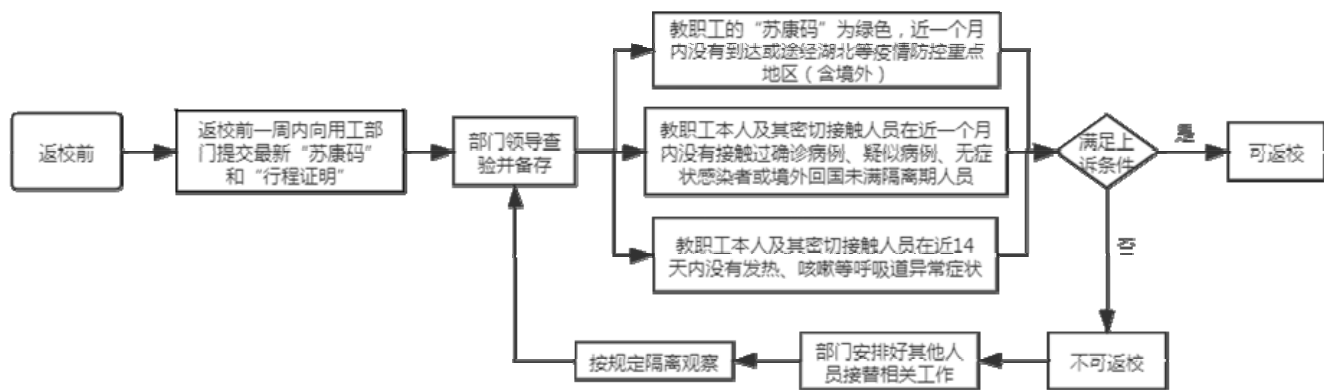 返校前
返校前一周内向用工部
门提交最新“苏康码”
和“行程证明”
部门领导查
验并备存
教职工的“苏康码”为绿色，近一个月
内没有到达或途经湖北等疫情防控重点
地区（含境外）
教职工本人及其密切接触人员在近一个月
内没有接触过确诊病例、疑似病例、无症
状感染者或境外回国未满隔离期人员
教职工本人及其密切接触人员在近14
天内没有发热、咳嗽等呼吸道异常症状
满足上
诉条件
是
可返校
否
不可返校
部门安排好其他人
员接替相关工作
按规定隔离观察